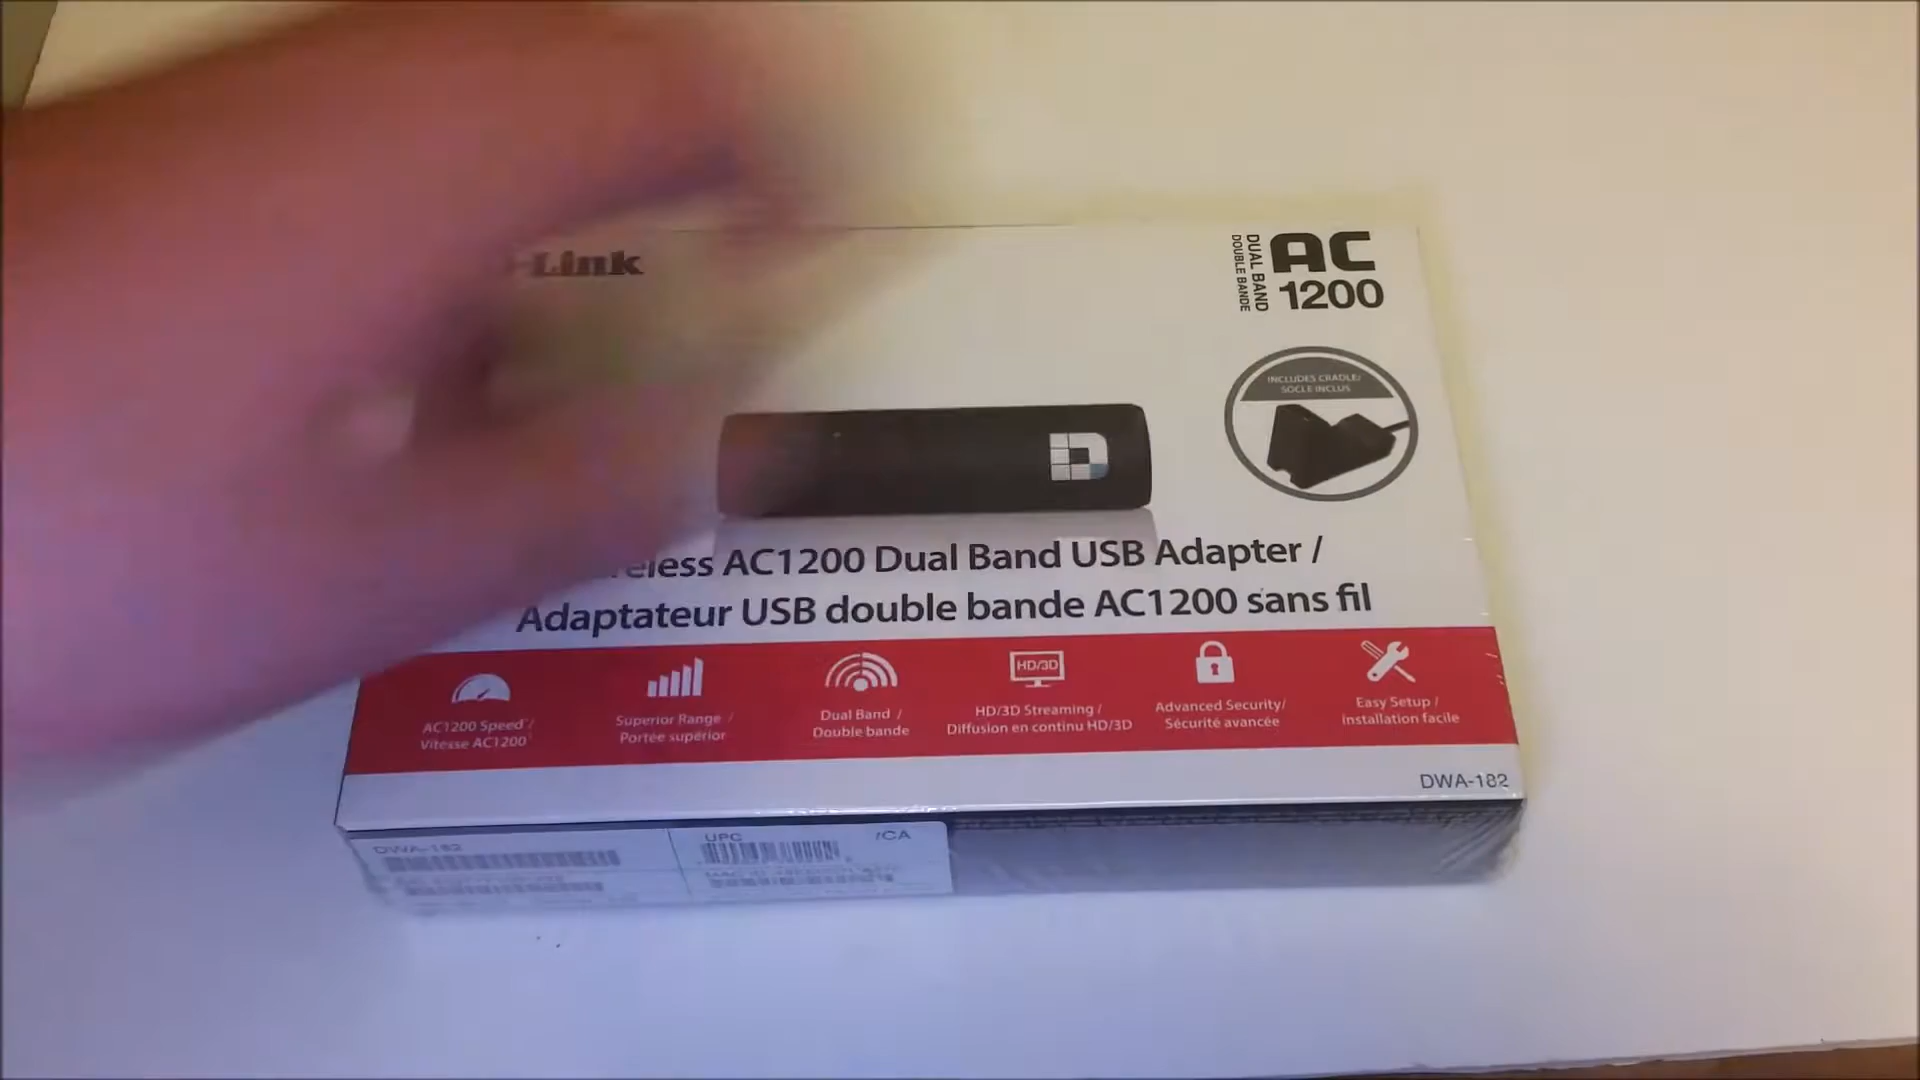 -Link
DUAL BAND
DOUBLE BANDE
AC
1200
INCLUDES CRADLE/
SOCLE INCLUS
AC1200 Dual Band USB Adapter /
Adaptateur USB double bande AC1200 sans fil
HD/3D
AC1200 Speed /
Vitesse AC1200
Superior Range /
Portée supérior
Dual Band /
Double bande
HD/3D Streaming /
Diffusion en continu HD/3D
Advanced Security/
Sécurité avancée
Easy Setup /
Installation facile
DWA-182
DWA-182
UPC
/CA